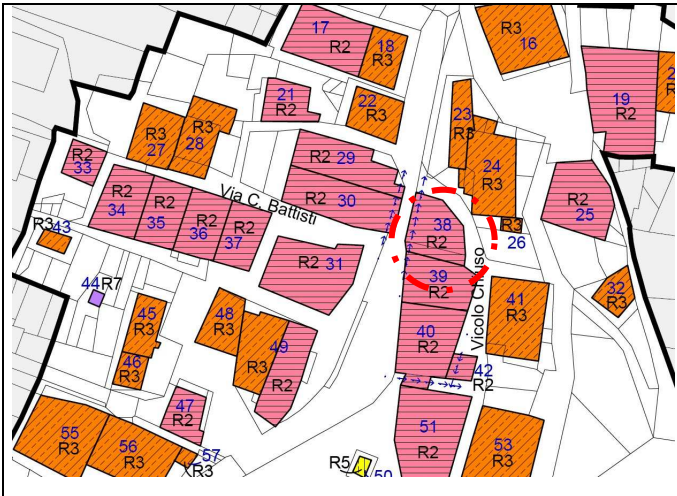 17
R2
18
R3
R3
16
19
R2
2
R
21
R2
22
R3
23
R3
24
R3
R3
27
R3
28
R2 29
R2 30
R2
33
R2
34
R2
35
R2
36
R2
37
Via C. Battisti
38
R2
39
R2
25
R2
R3
26
R3
43
R2 31
Vicolo Chiuso
44 R7
45
R3
46
R3
48
R3
R3
49
R2
40
R2
41
R3
32
R3
42
R2
47
R2
51
R2
53
R3
55
R3
56
R3
57
R3
R5
50